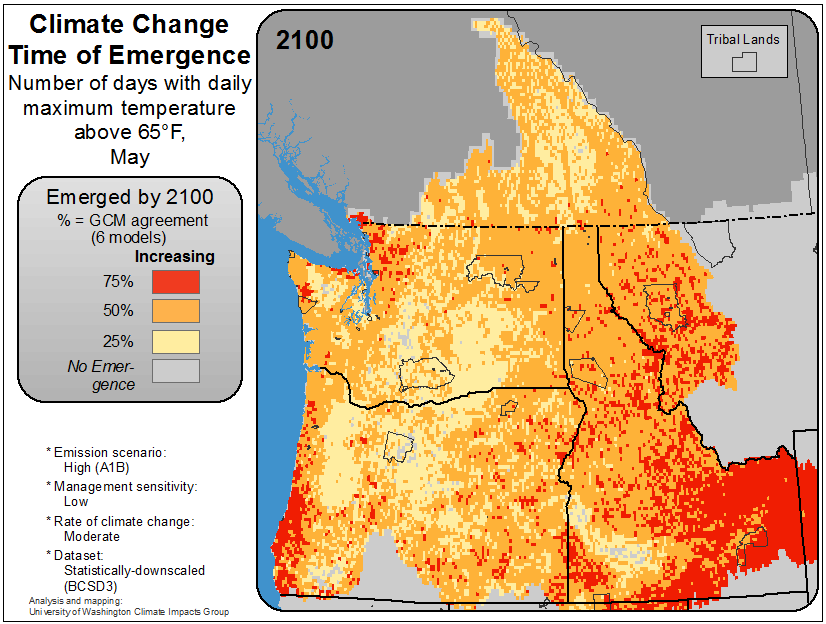 Climate Change
Time of Emergence
Number of days with daily
maximum temperature
above 65°F,
May
Emerged by 2100
% = GCM agreement
(6 models)
Increasing
75%
50%
25%
No Emer-
gence
* Emission scenario:
High (A1B)
* Management sensitivity:
Low
* Rate of climate change:
Moderate
* Dataset:
Statistically-downscaled
(BCSD3)
Analysis and mapping:
University of Washington Climate Impacts Group
2100
Tribal Lands